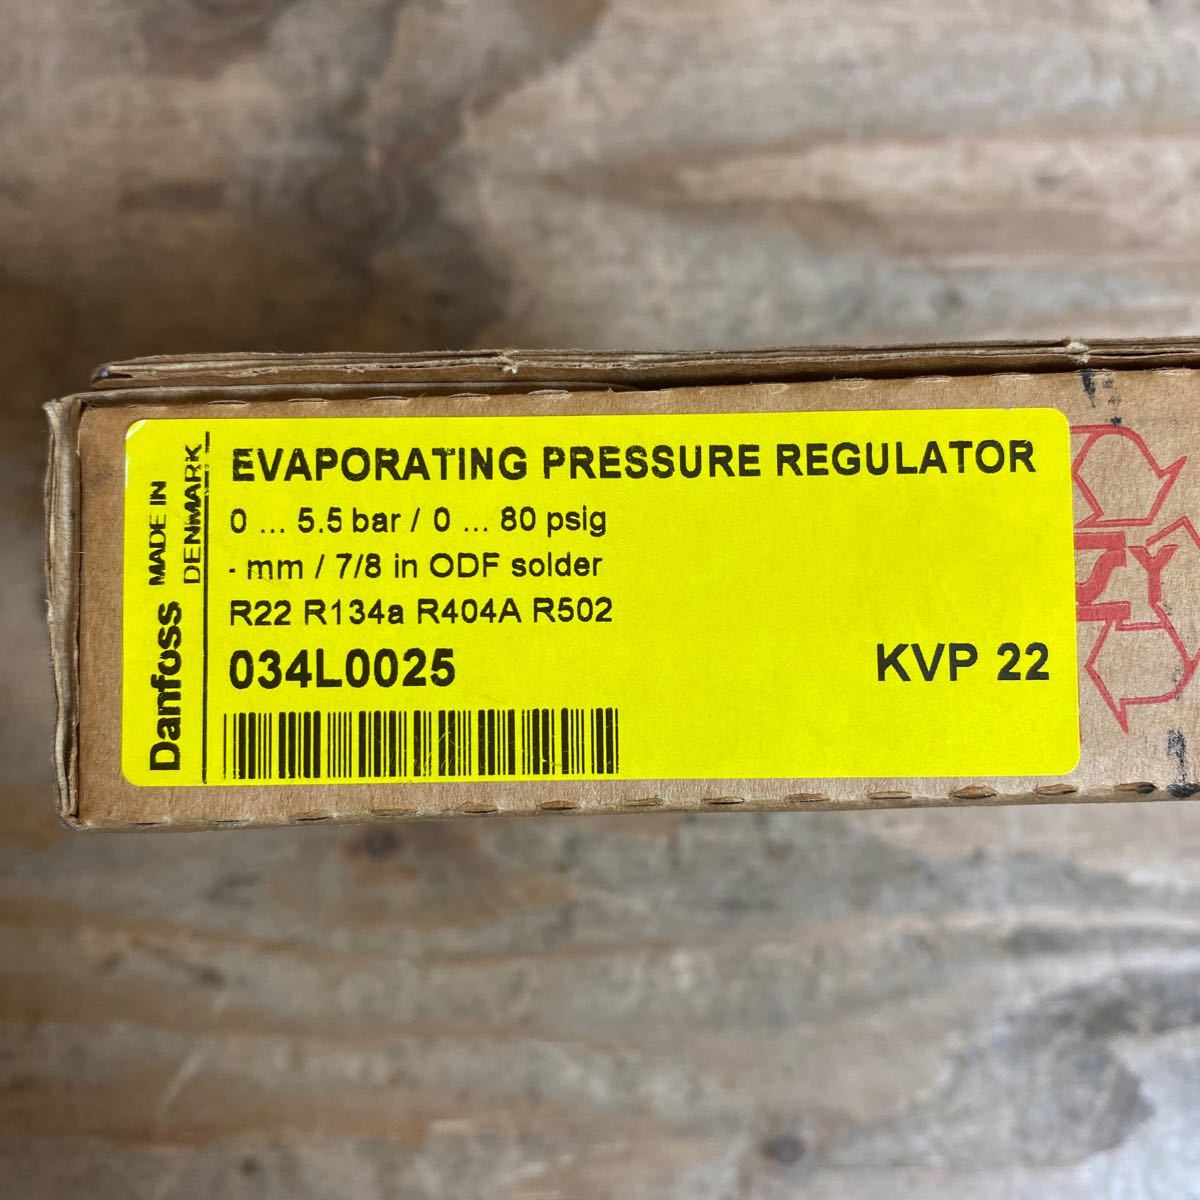 EVAPORATING PRESSURE REGULATOR
0 ... 5.5 bar / 0 ... 80 psig
- mm / 7/8 in ODF solder
R22 R134a R404A R502
034L0025 KVP 22
Danfoss
MADE IN
DENMARK